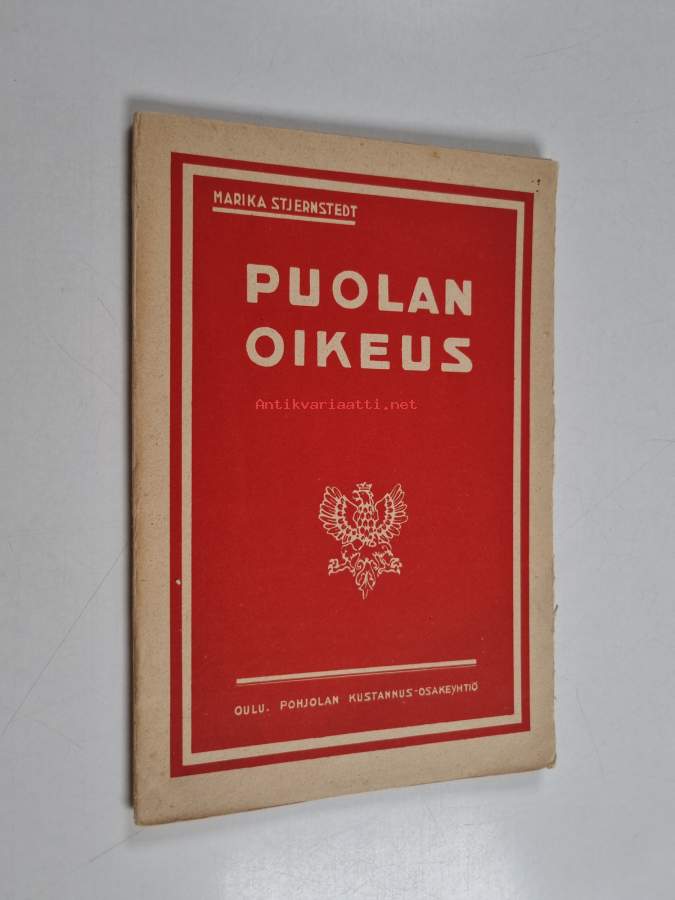 MARIKA STJERNSTEDT
PUOLAN
OIKEUS
Antikvariaatti.net
OULU. POHJOLAN KUSTANNUS-OSAKEYHTIÖ